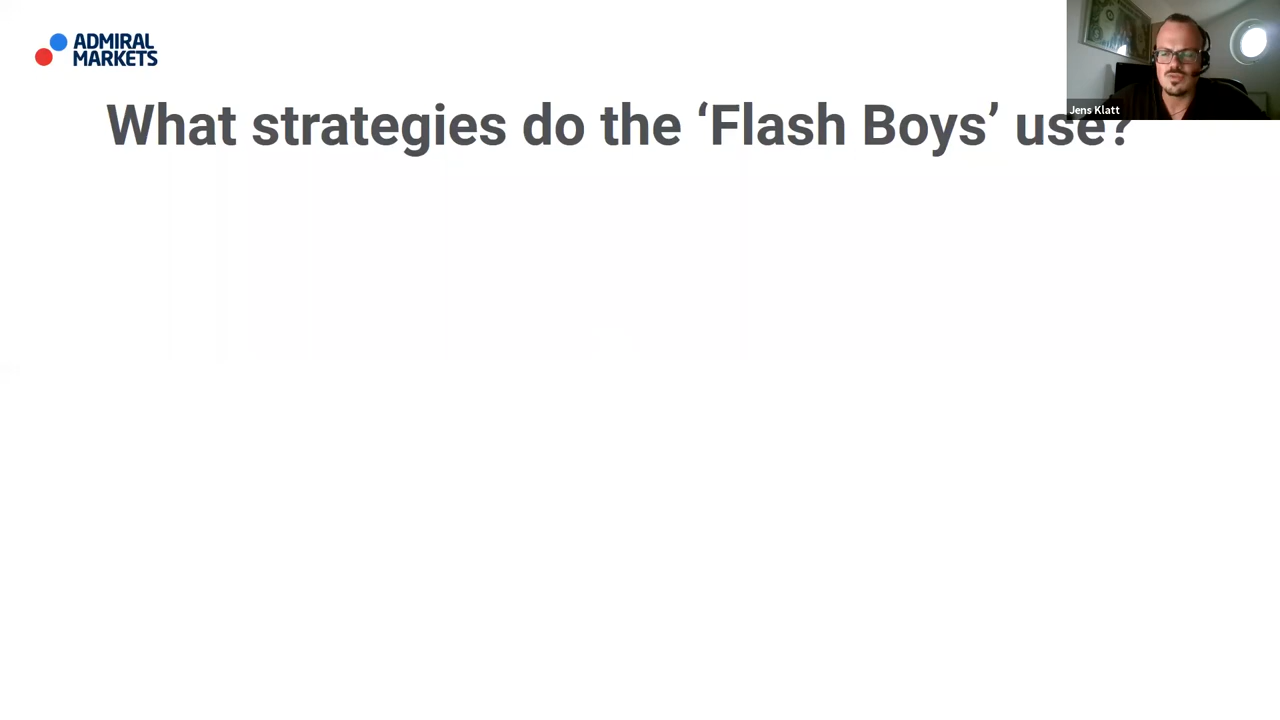 ADMIRAL
MARKETS
Jens Klatt
What strategies do the ‘Flash Boys’ use?